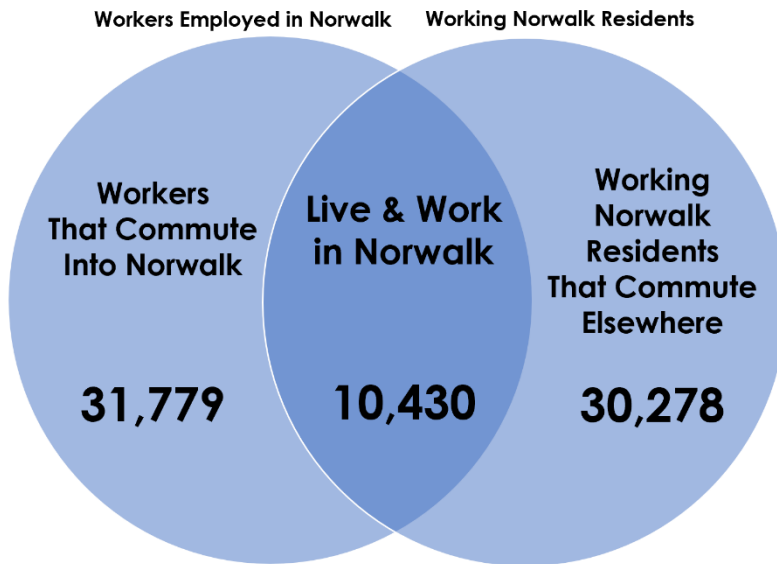 Workers Employed in Norwalk
Working Norwalk Residents
Workers
That Commute
Into Norwalk
31,779
Live & Work
in Norwalk
10,430
Working
Norwalk
Residents
That Commute
Elsewhere
30,278